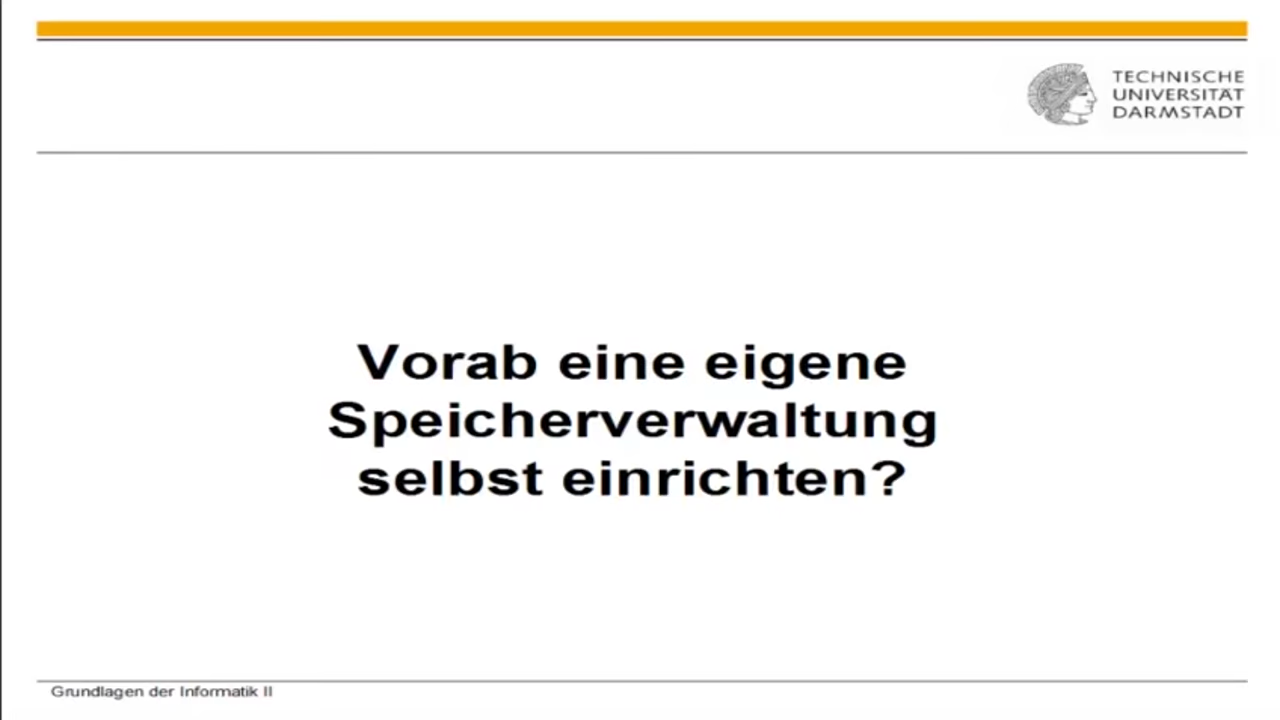 TECHNISCHE
UNIVERSITÄT
DARMSTADT
Vorab eine eigene
Speicherverwaltung
selbst einrichten?
Grundlagen der Informatik II